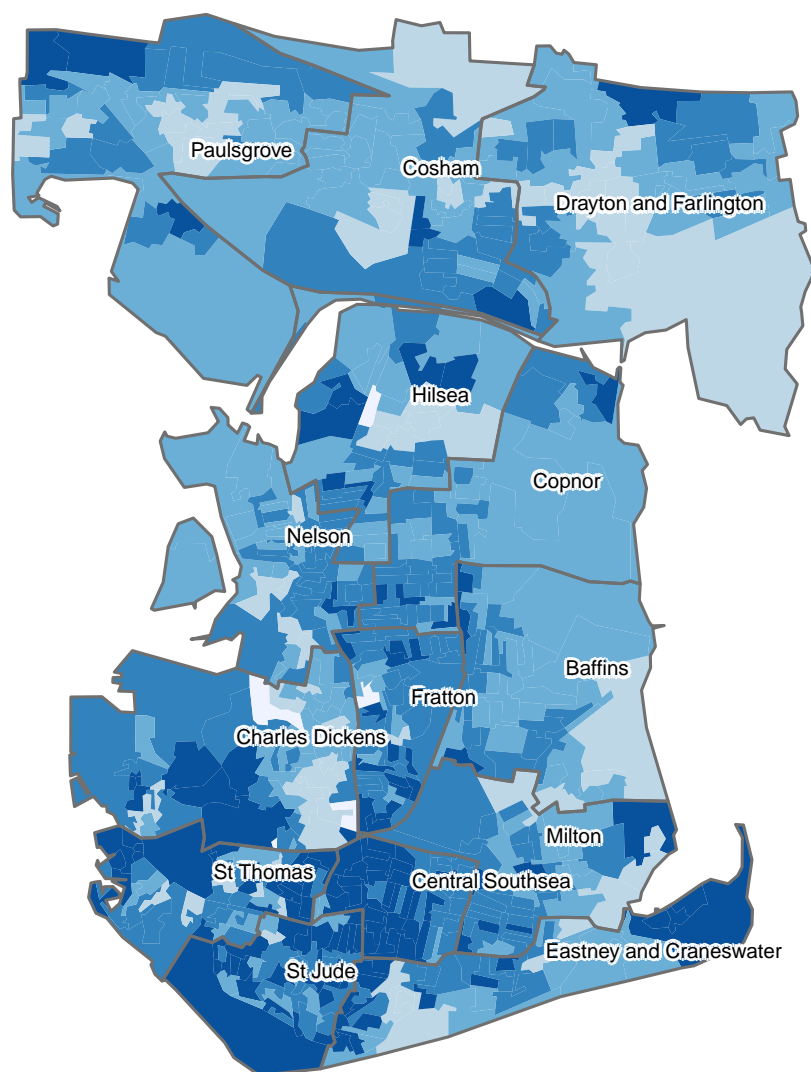 Paulsgrove
Cosham
Drayton and Farlington
Hilsea
Copnor
Nelson
Baffins
Fratton
Charles Dickens
Milton
St Thomas
Central Southsea
Eastney and Craneswater
St Jude